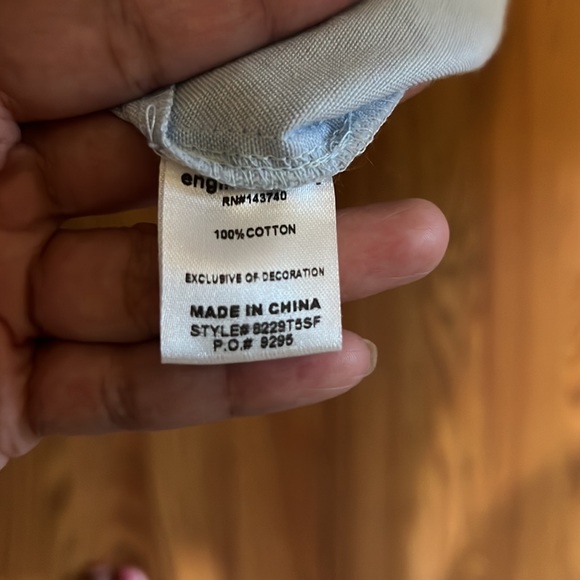 RN#143740
100% COTTON
EXCLUSIVE OF DECORATION
MADE IN CHINA
STYLE# 8229T5SF
P.O.# 9295